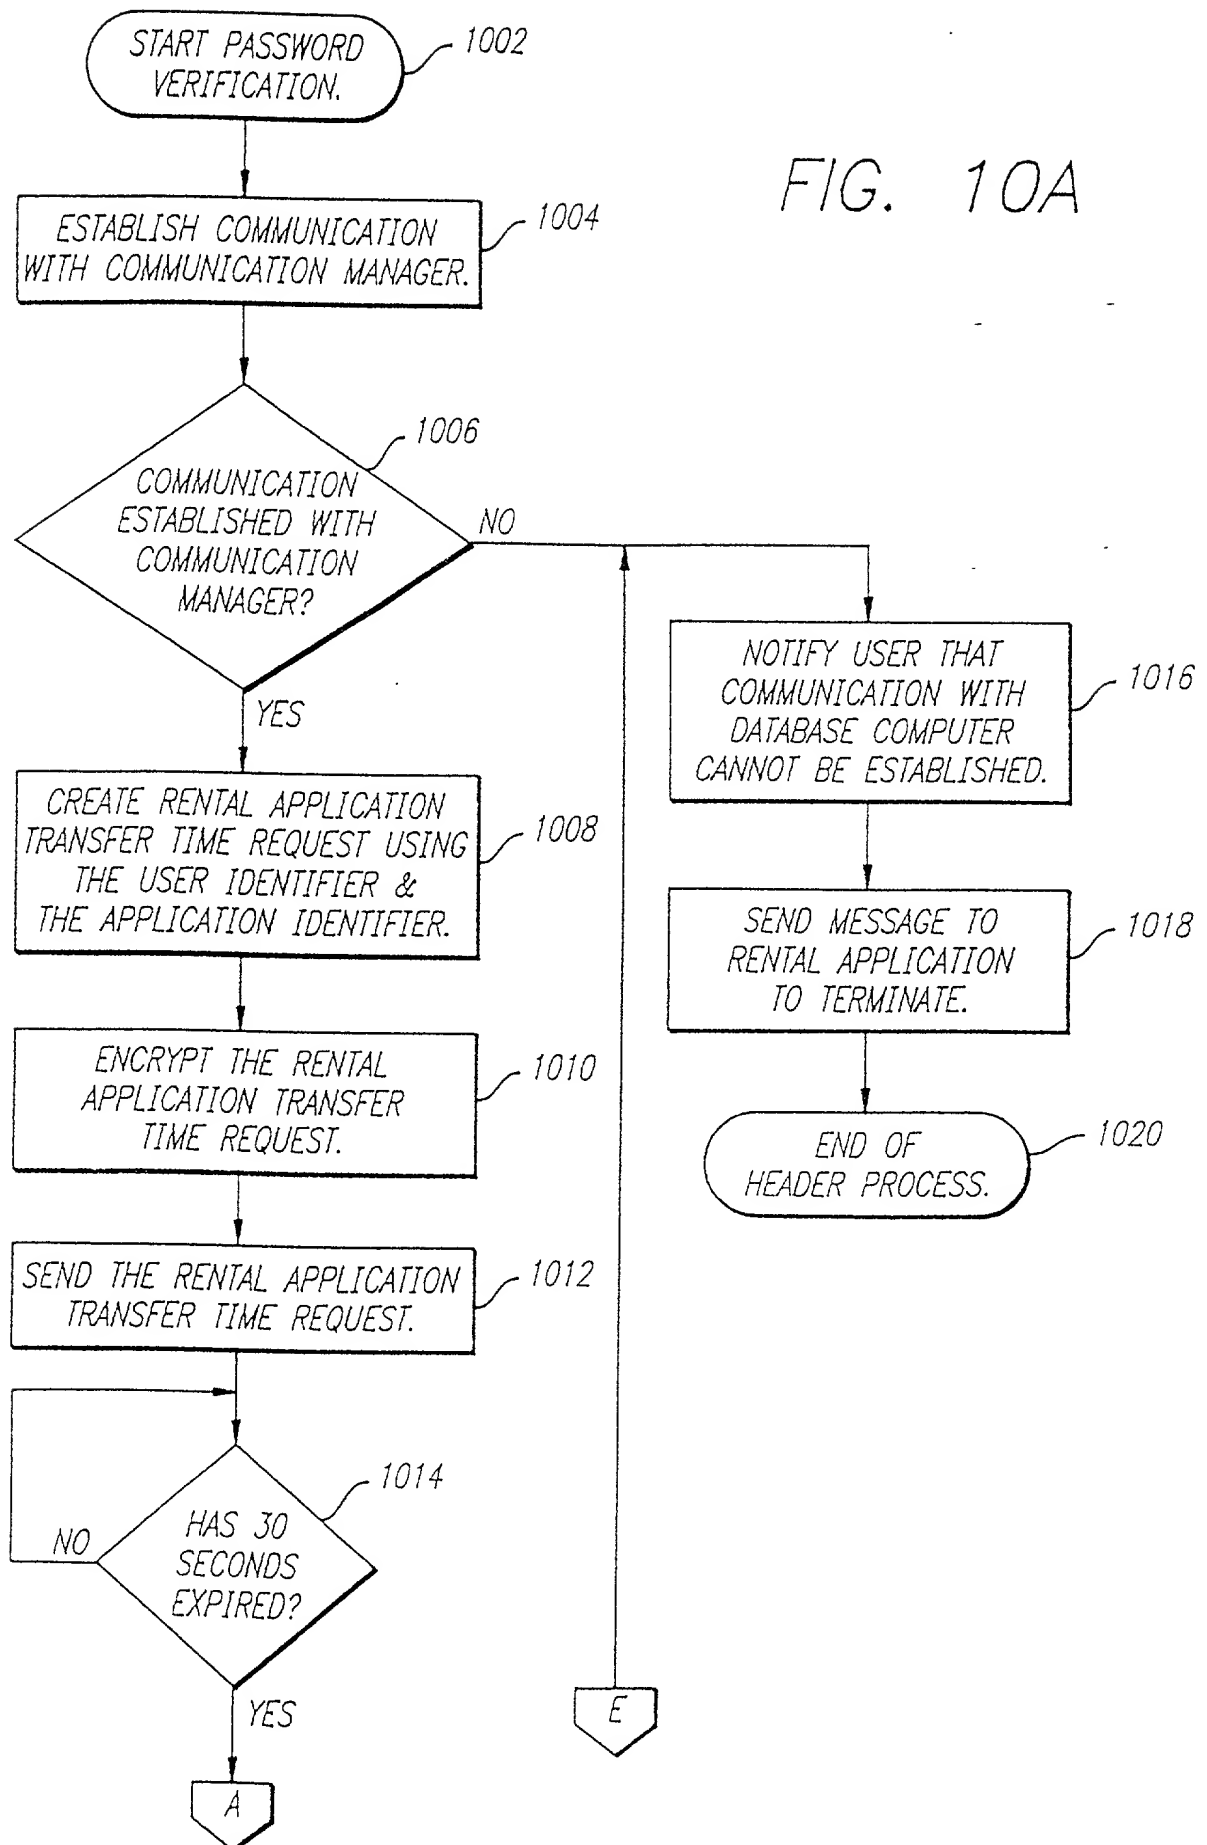 START PASSWORD
VERIFICATION.
1002
FIG. 10A
ESTABLISH COMMUNICATION
WITH COMMUNICATION MANAGER.
1004
COMMUNICATION
ESTABLISHED WITH
COMMUNICATION
MANAGER?
1006
NO
YES
NOTIFY USER THAT
COMMUNICATION WITH
DATABASE COMPUTER
CANNOT BE ESTABLISHED.
1016
CREATE RENTAL APPLICATION
TRANSFER TIME REQUEST USING
THE USER IDENTIFIER &
THE APPLICATION IDENTIFIER.
1008
SEND MESSAGE TO
RENTAL APPLICATION
TO TERMINATE.
1018
ENCRYPT THE RENTAL
APPLICATION TRANSFER
TIME REQUEST.
1010
END OF
HEADER PROCESS.
1020
SEND THE RENTAL APPLICATION
TRANSFER TIME REQUEST.
1012
HAS 30
SECONDS
EXPIRED?
1014
NO
YES
E
A